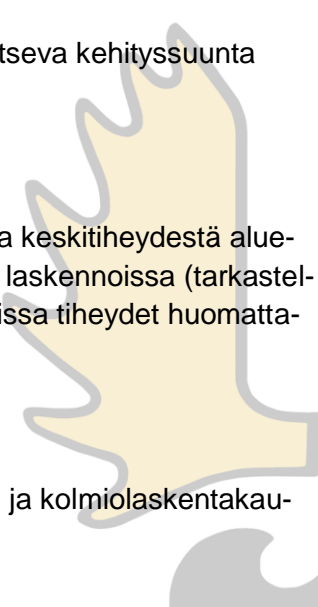 tseva kehityssuunta
a keskitiheydestä alue-
laskennoissa (tarkastel-
issa tiheydet huomatta-
ja kolmiolaskentakau-